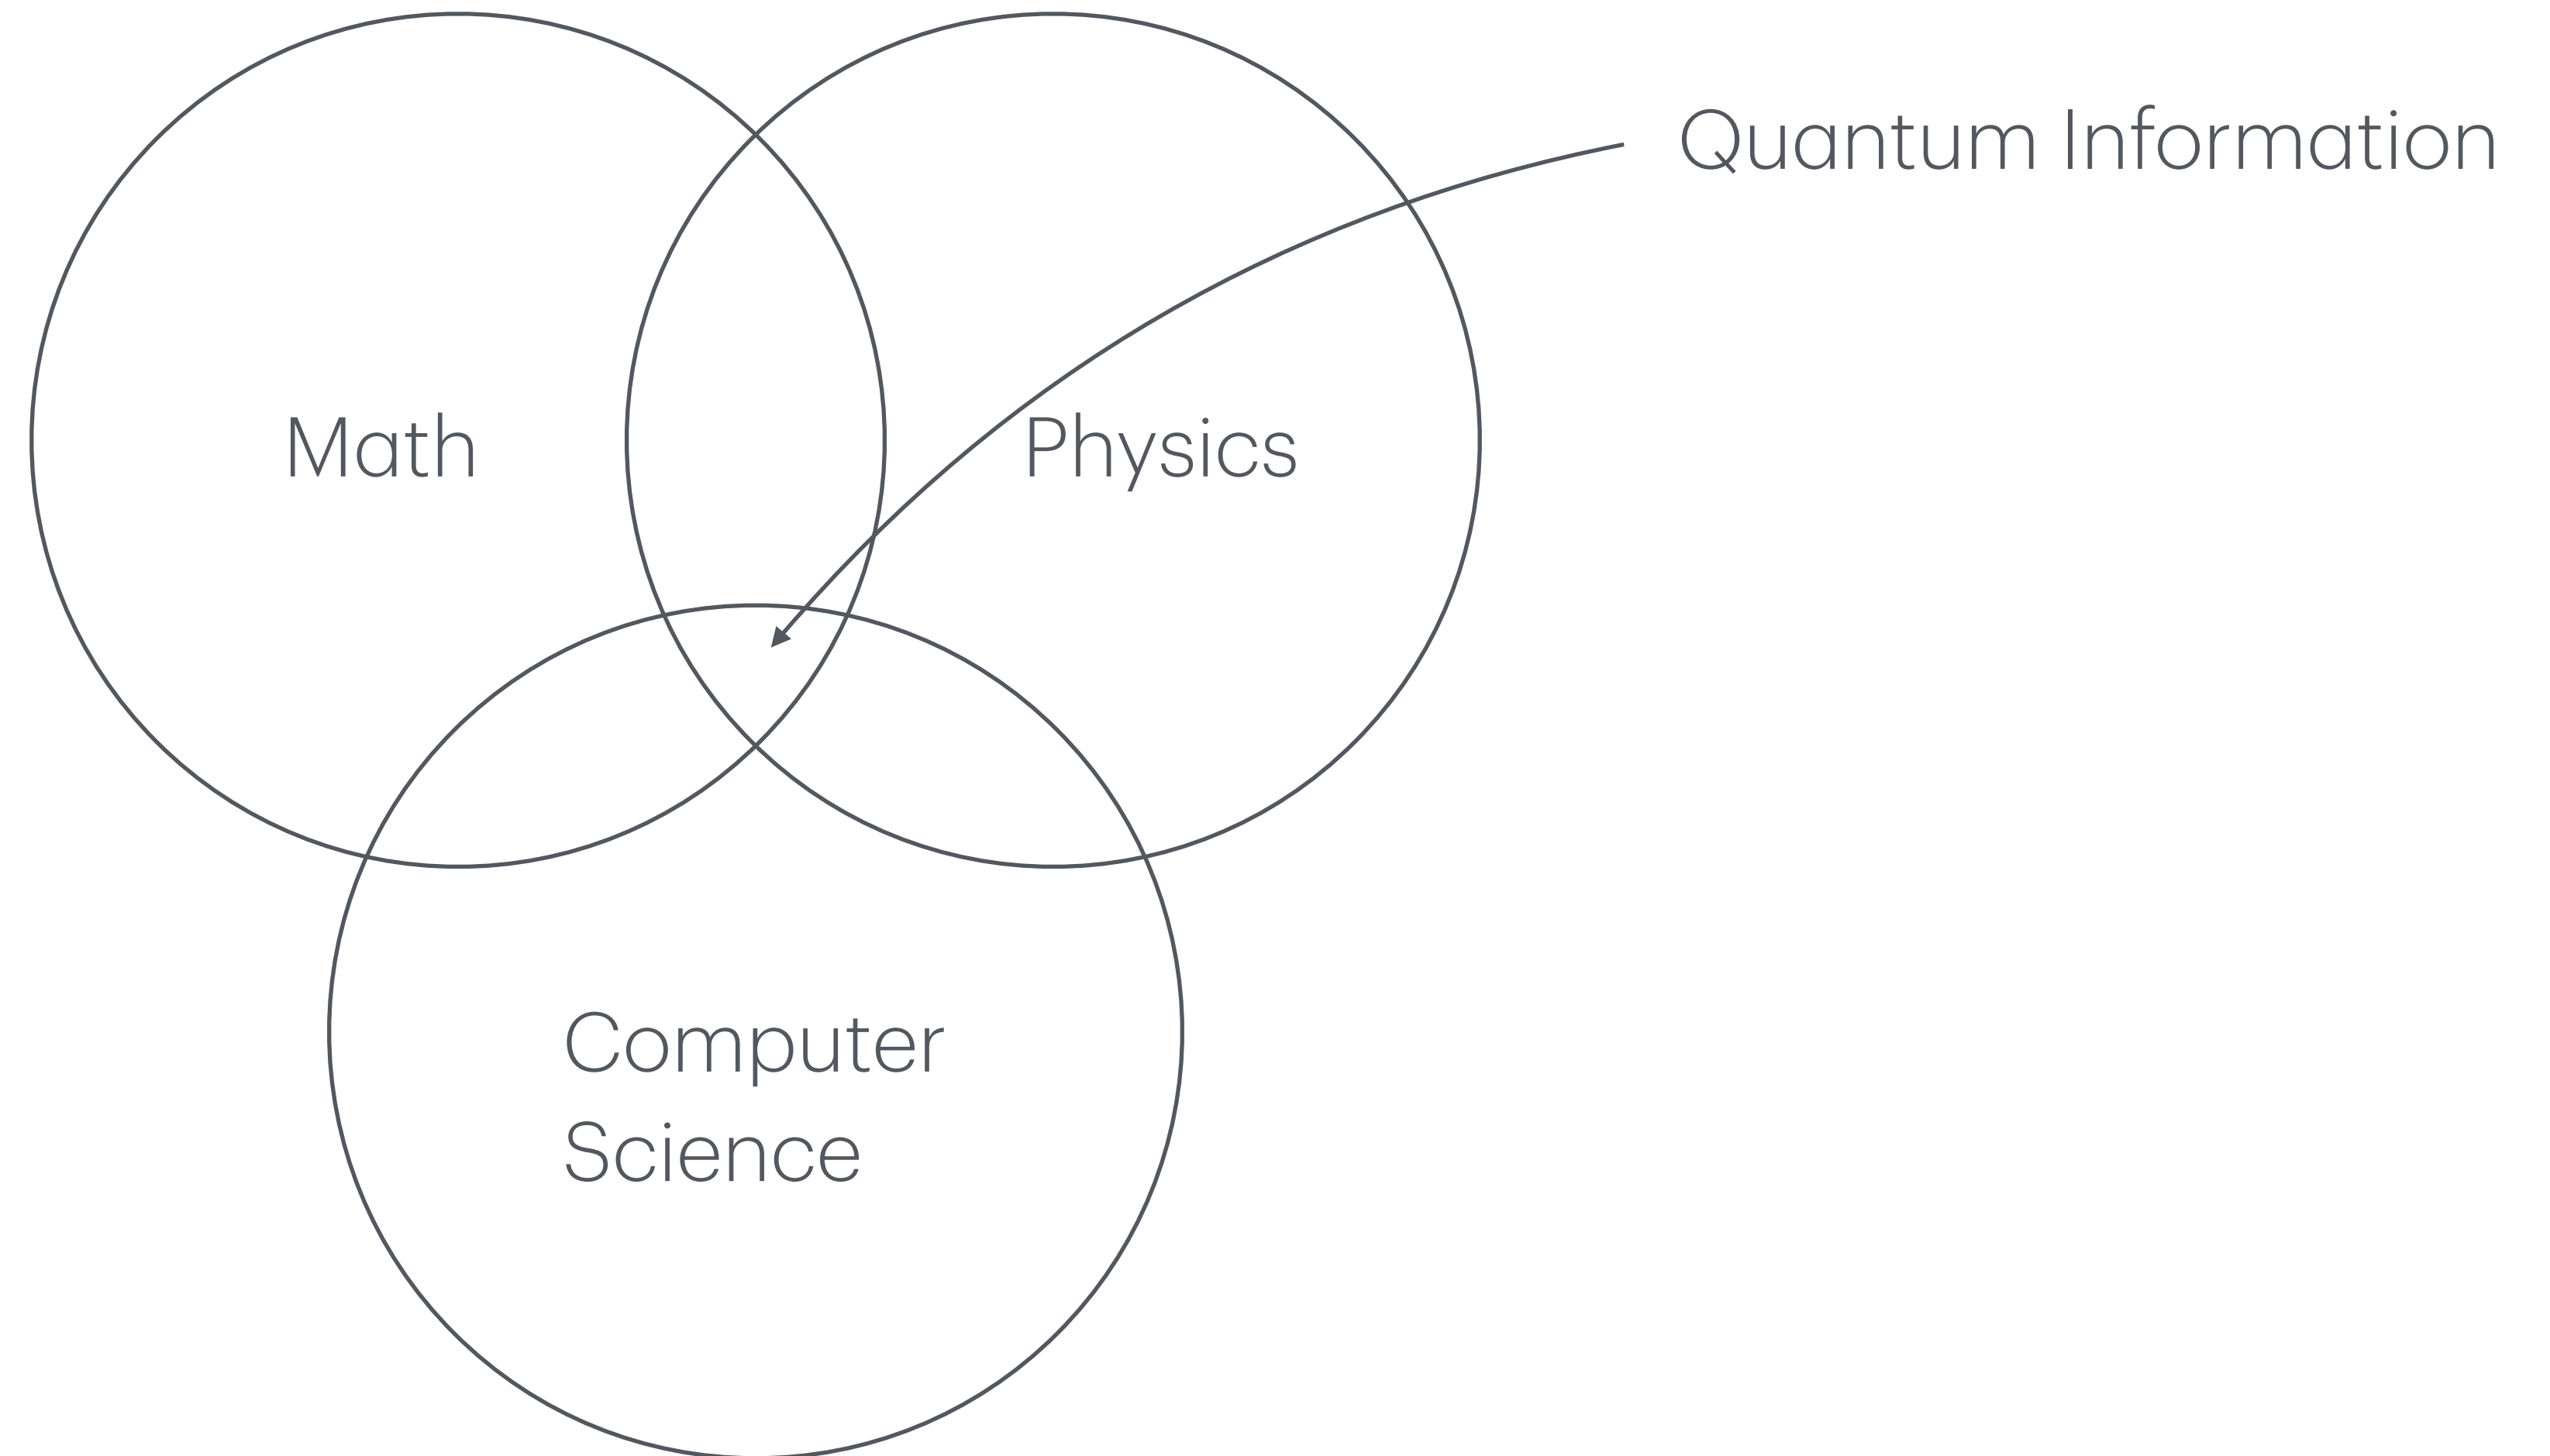 Quantum Information
Math
Physics
Computer
Science